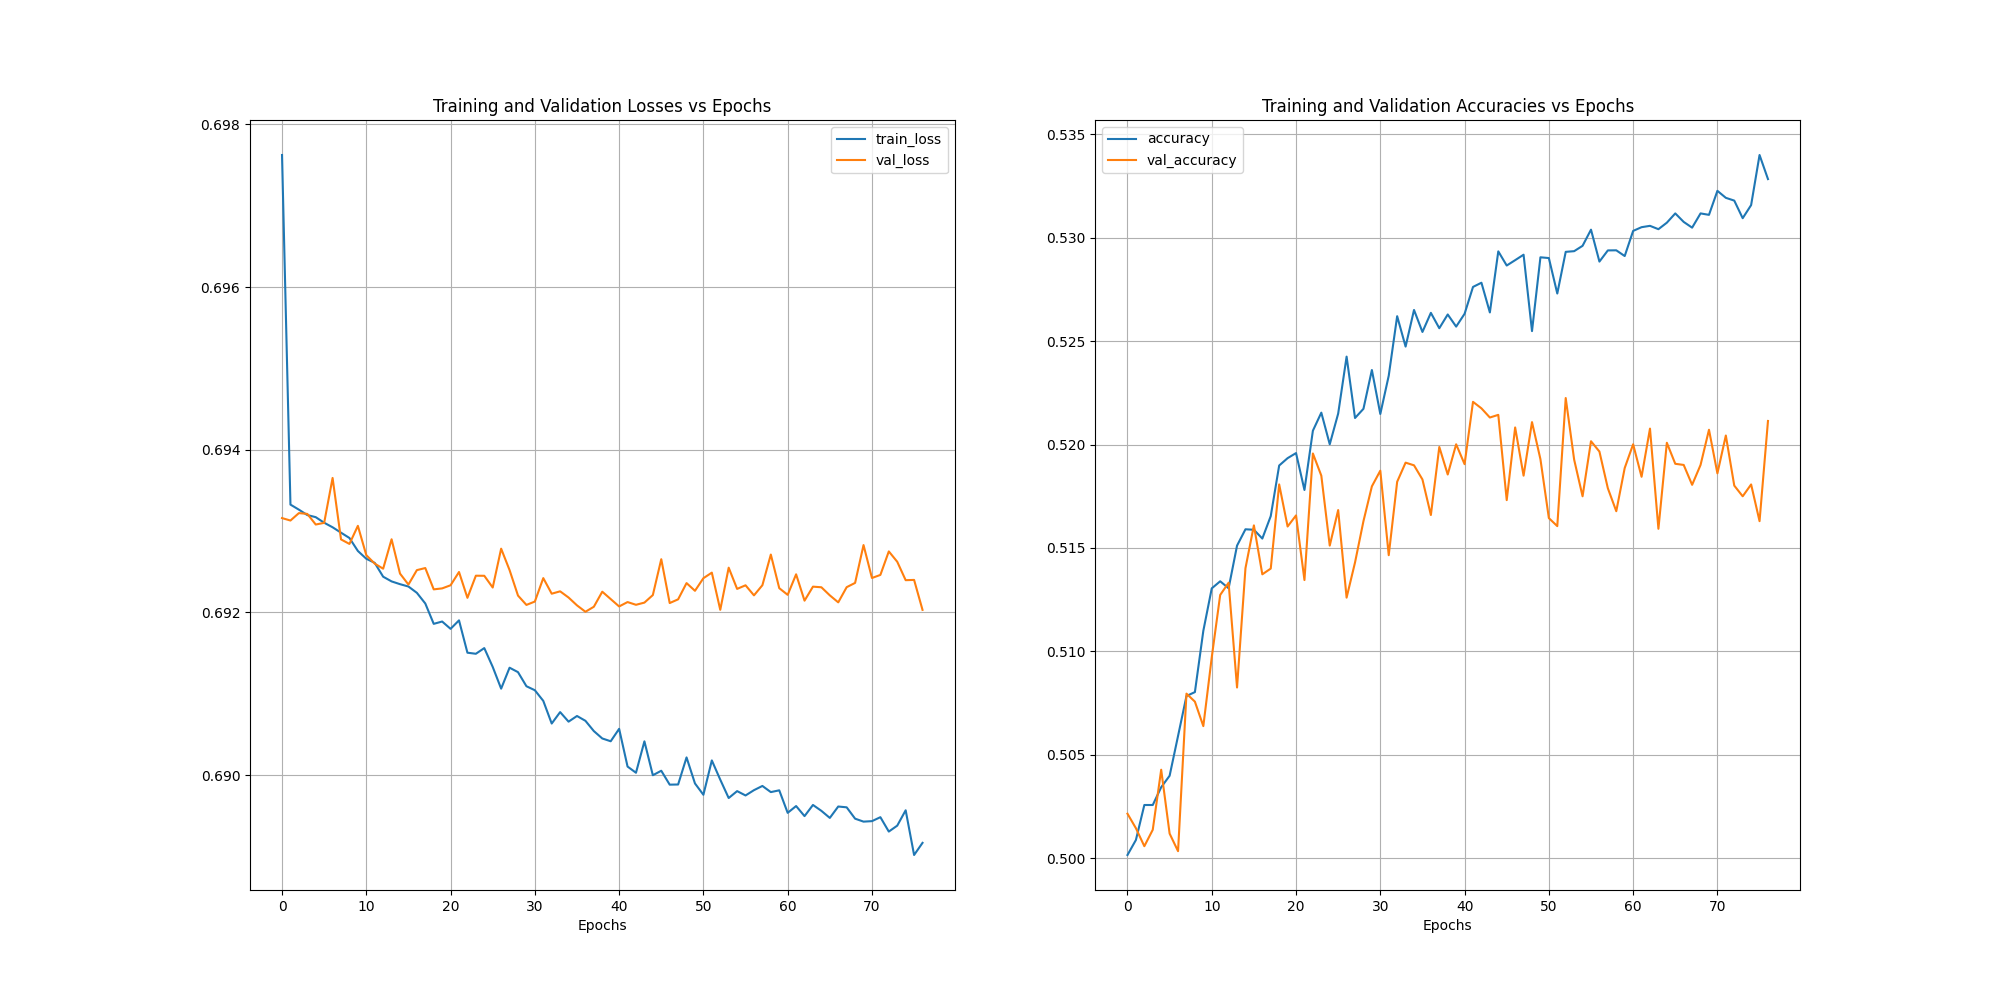 Training and Validation Losses vs Epochs
train_loss
val_loss
0.698
0.696
0.694
0.692
0.690
0 10 20 30 40 50 60 70
Epochs
Training and Validation Accuracies vs Epochs
accuracy
val_accuracy
0.535
0.530
0.525
0.520
0.515
0.510
0.505
0.500
0 10 20 30 40 50 60 70
Epochs